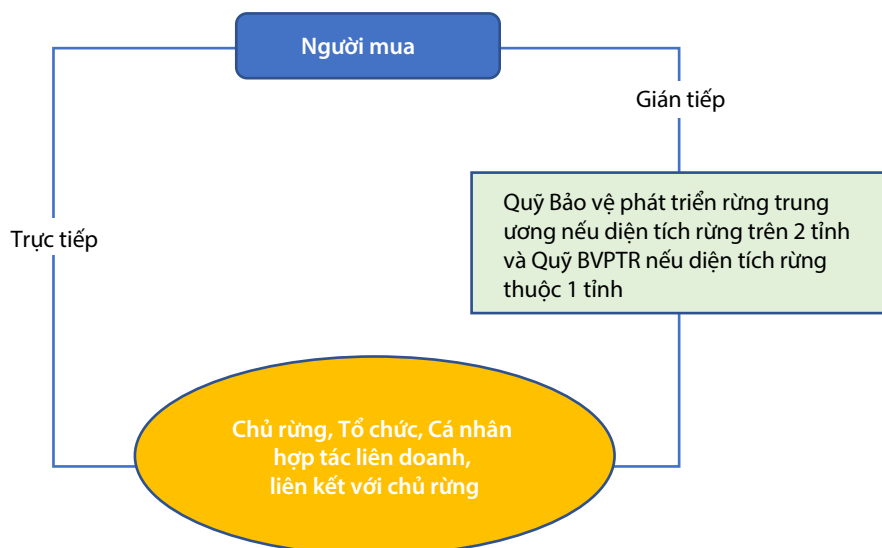 Người mua
Gián tiếp
Quỹ Bảo vệ phát triển rừng trung
ương nếu diện tích rừng trên 2 tỉnh
và Quỹ BVPTR nếu diện tích rừng
thuộc 1 tỉnh
Trực tiếp
Chủ rừng, Tổ chức, Cá nhân
hợp tác liên doanh,
liên kết với chủ rừng